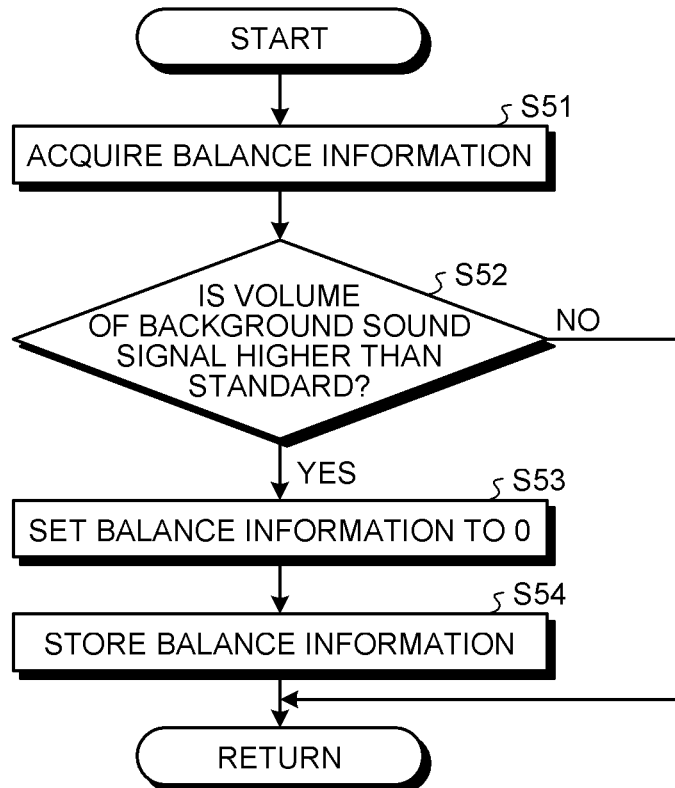 START
S51
ACQUIRE BALANCE INFORMATION
S52
IS VOLUME
OF BACKGROUND SOUND
SIGNAL HIGHER THAN
STANDARD?
NO
YES
S53
SET BALANCE INFORMATION TO 0
S54
STORE BALANCE INFORMATION
RETURN